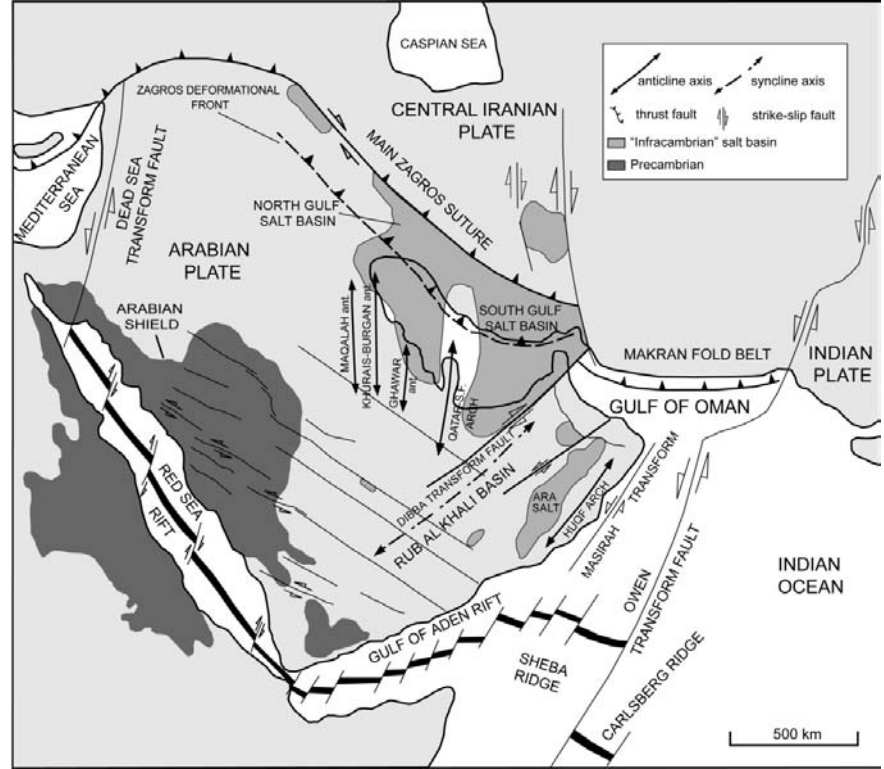 CASPIAN SEA
anticline axis
syncline axis
thrust fault
strike-slip fault
"Infracambrian" salt basin
Precambrian
ZAGROS DEFORMATIONAL
FRONT
CENTRAL IRANIAN
PLATE
MEDITERRANEAN
SEA
DEAD SEA
TRANSFORM FAULT
MAIN ZAGROS SUTURE
NORTH GULF
SALT BASIN
ARABIAN
PLATE
ARABIAN
SHIELD
MAQALAH ant.
KHURAIS-BURGAN ant.
GHAWAR
ant.
SOUTH GULF
SALT BASIN
QATAR S.F.
ARCH
MAKRAN FOLD BELT
INDIAN
PLATE
GULF OF OMAN
DIBBA TRANSFORM FAULT
RUB AL KHALI BASIN
ARA
SALT
HUQF ARCH
MASIRAH TRANSFORM
RED SEA
RIFT
INDIAN
OCEAN
OWEN
TRANSFORM FAULT
GULF OF ADEN RIFT
SHEBA
RIDGE
CARLSBERG RIDGE
500 km